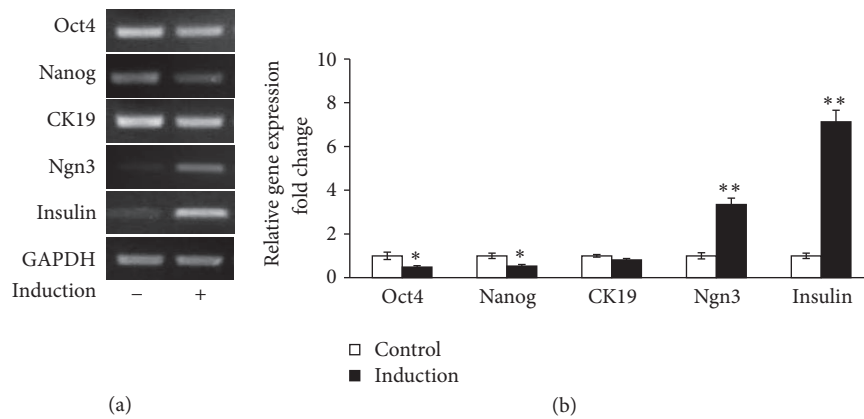 Oct4
Nanog
CK19
Ngn3
Insulin
GAPDH
Induction − +
(a)
Relative gene expression
fold change
10
8
6
4
2
0
* * ** **
Oct4 Nanog CK19 Ngn3 Insulin
Control
Induction
(b)